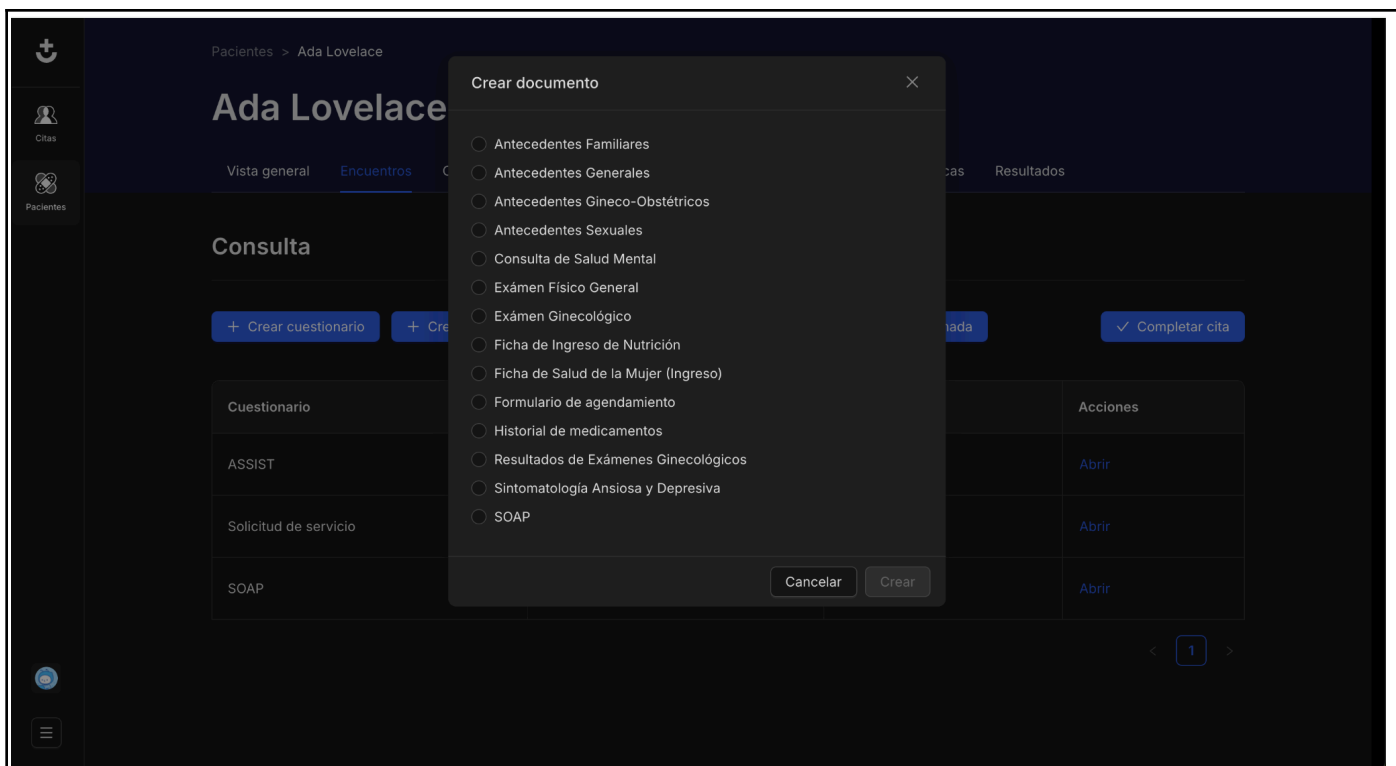 Pacientes > Ada Lovelace
Ada Lovelace
Citas
Pacientes
Vista general Encuentros Resultados
Consulta
+ Crear cuestionario
Completar cita
Cuestionario Acciones
ASSIST Abrir
Solicitud de servicio Abrir
SOAP Abrir
< 1 >
Crear documento
Antecedentes Familiares
Antecedentes Generales
Antecedentes Gineco-Obstétricos
Antecedentes Sexuales
Consulta de Salud Mental
Exámen Físico General
Exámen Ginecológico
Ficha de Ingreso de Nutrición
Ficha de Salud de la Mujer (Ingreso)
Formulario de agendamiento
Historial de medicamentos
Resultados de Exámenes Ginecológicos
Sintomatología Ansiosa y Depresiva
SOAP
Cancelar Crear